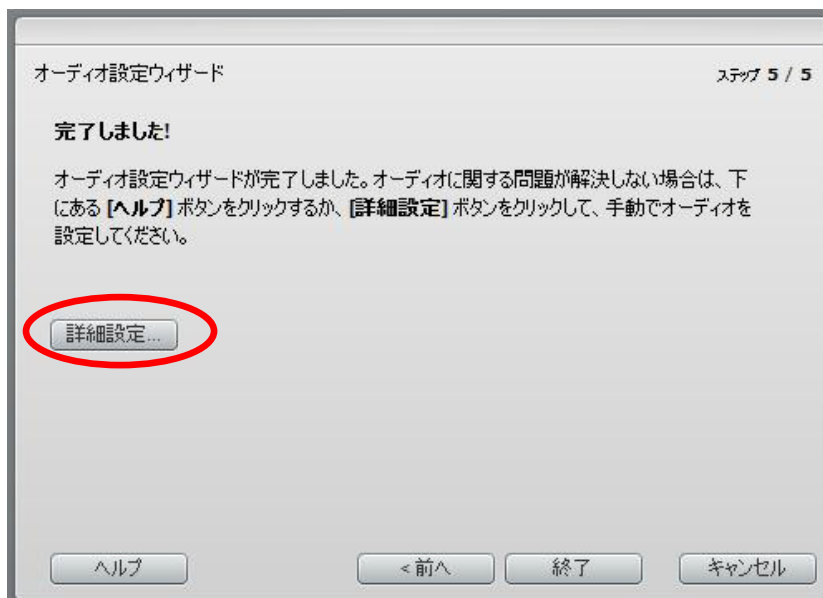 オーディオ設定ウィザード
ステップ 5 / 5
完了しました!
オーディオ設定ウィザードが完了しました。オーディオに関する問題が解決しない場合は、下
にある [ヘルプ] ボタンをクリックするか、[詳細設定] ボタンをクリックして、手動でオーディオを
設定してください。
詳細設定...
ヘルプ
< 前へ
終了
キャンセル